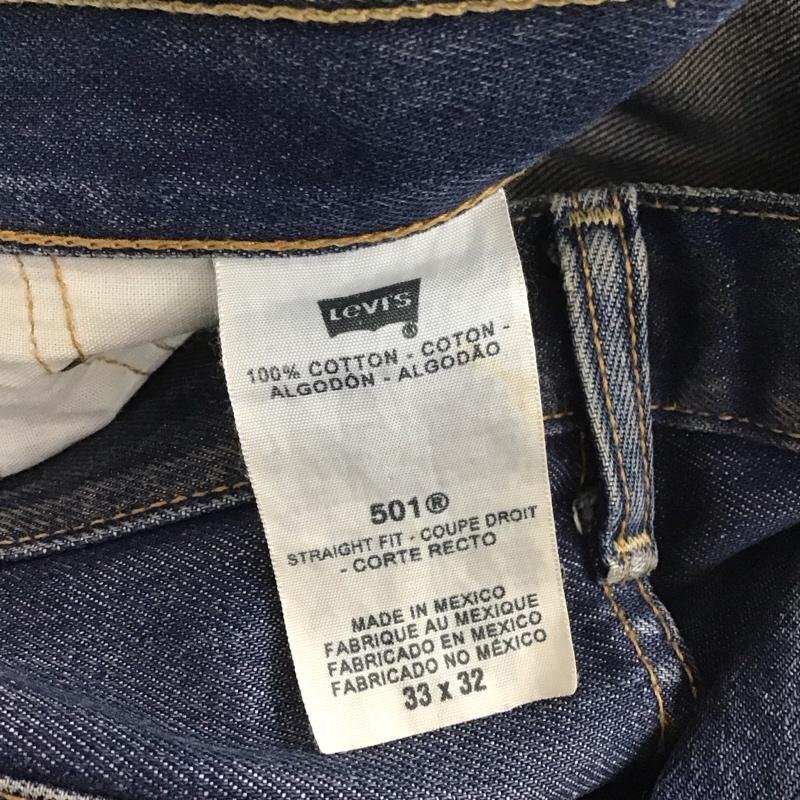 Levi's ®
100% COTTON - COTON -
ALGODÓN - ALGODÃO
501®
STRAIGHT FIT - COUPE DROIT
- CORTE RECTO
MADE IN MEXICO
FABRIQUE AU MEXIQUE
FABRICADO EN MEXICO
FABRICADO NO MÉXICO
33 x 32